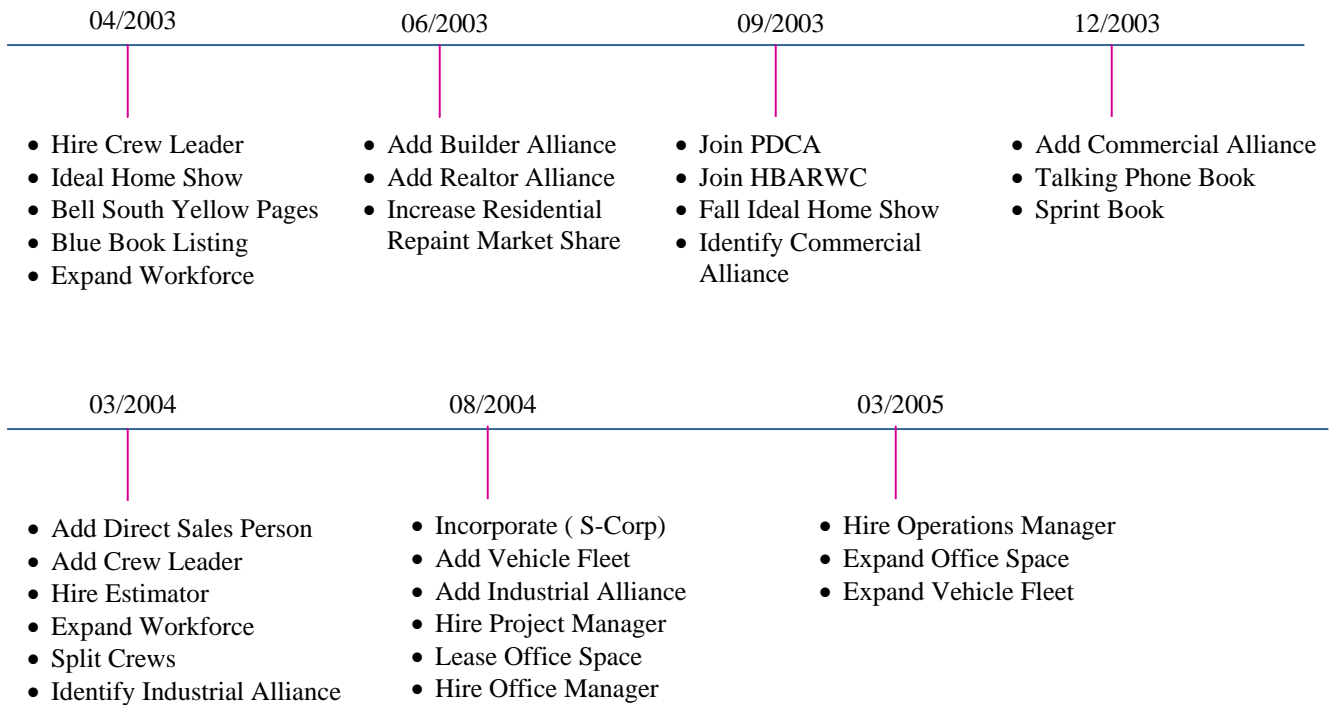 04/2003
06/2003
09/2003
12/2003
• Hire Crew Leader
• Ideal Home Show
• Bell South Yellow Pages
• Blue Book Listing
• Expand Workforce
• Add Builder Alliance
• Add Realtor Alliance
• Increase Residential
Repaint Market Share
• Join PDCA
• Join HBARWC
• Fall Ideal Home Show
• Identify Commercial
Alliance
• Add Commercial Alliance
• Talking Phone Book
• Sprint Book
03/2004
08/2004
03/2005
• Add Direct Sales Person
• Add Crew Leader
• Hire Estimator
• Expand Workforce
• Split Crews
• Identify Industrial Alliance
• Incorporate ( S-Corp)
• Add Vehicle Fleet
• Add Industrial Alliance
• Hire Project Manager
• Lease Office Space
• Hire Office Manager
• Hire Operations Manager
• Expand Office Space
• Expand Vehicle Fleet